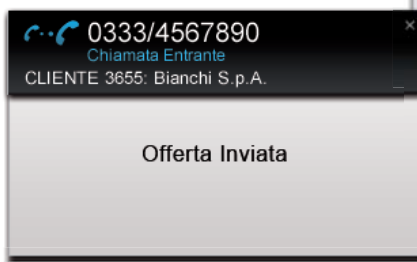 0333/4567890
Chiamata Entrante
CLIENTE 3655: Bianchi S.p.A.
Offerta Inviata